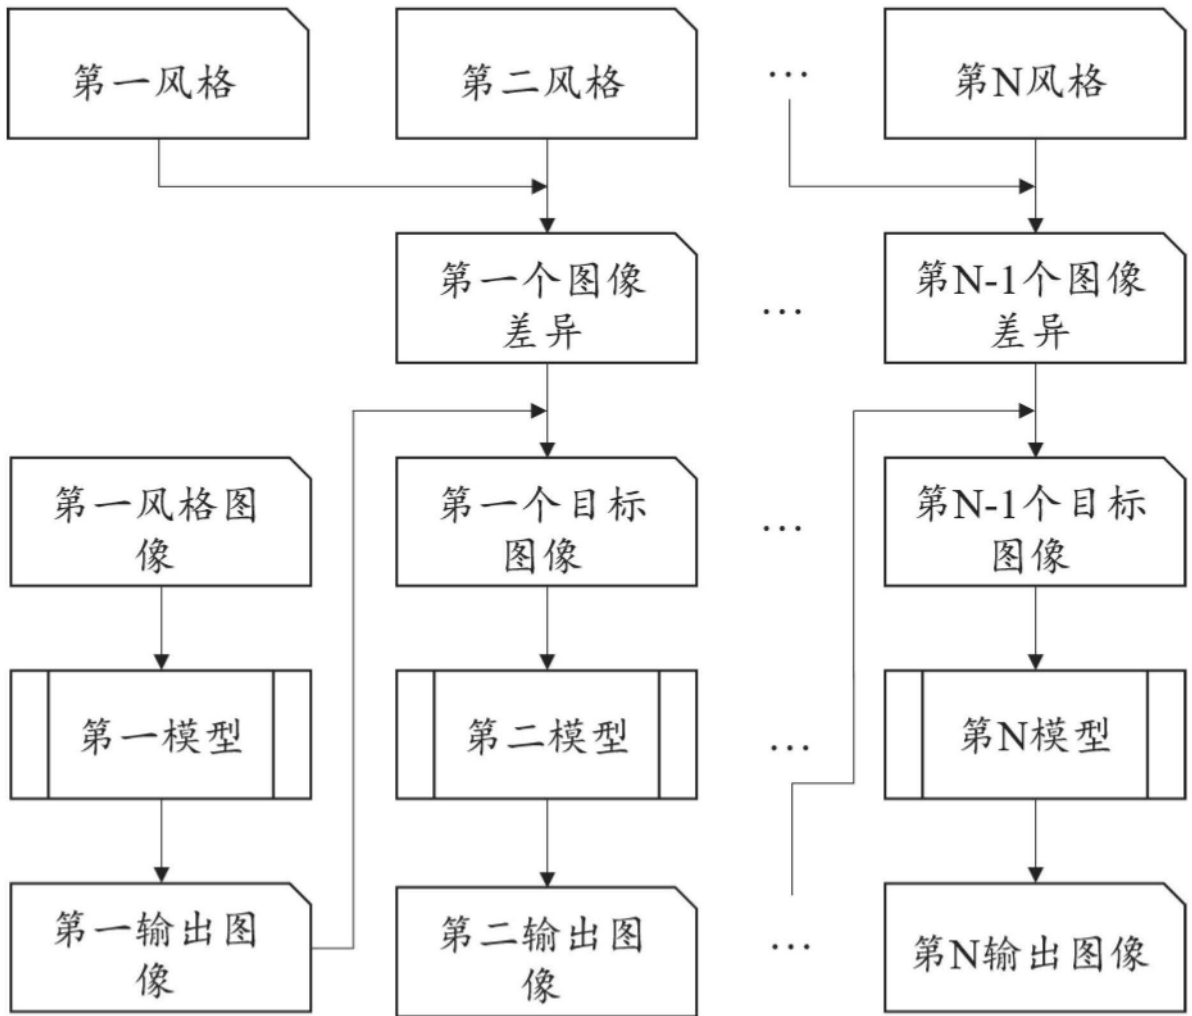 第一风格
第二风格
…
第N风格
第一个图像
差异
…
第N-1个图像
差异
第一风格图
像
第一个目标
图像
…
第N-1个目标
图像
第一模型
第二模型
…
第N模型
第一输出图
像
第二输出图
像
…
第N输出图像